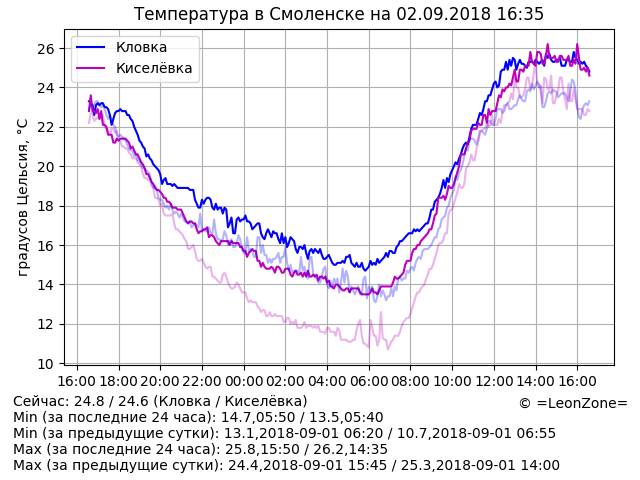 Температура в Смоленске на 02.09.2018 16:35
Кловка
Киселёвка
градусов Цельсия, °C
26
24
22
20
18
16
14
12
10
16:00 18:00 20:00 22:00 00:00 02:00 04:00 06:00 08:00 10:00 12:00 14:00 16:00
Сейчас: 24.8 / 24.6 (Кловка / Киселёвка)
© =LeonZone=
Min (за последние 24 часа): 14.7,05:50 / 13.5,05:40
Min (за предыдущие сутки): 13.1,2018-09-01 06:20 / 10.7,2018-09-01 06:55
Max (за последние 24 часа): 25.8,15:50 / 26.2,14:35
Max (за предыдущие сутки): 24.4,2018-09-01 15:45 / 25.3,2018-09-01 14:00